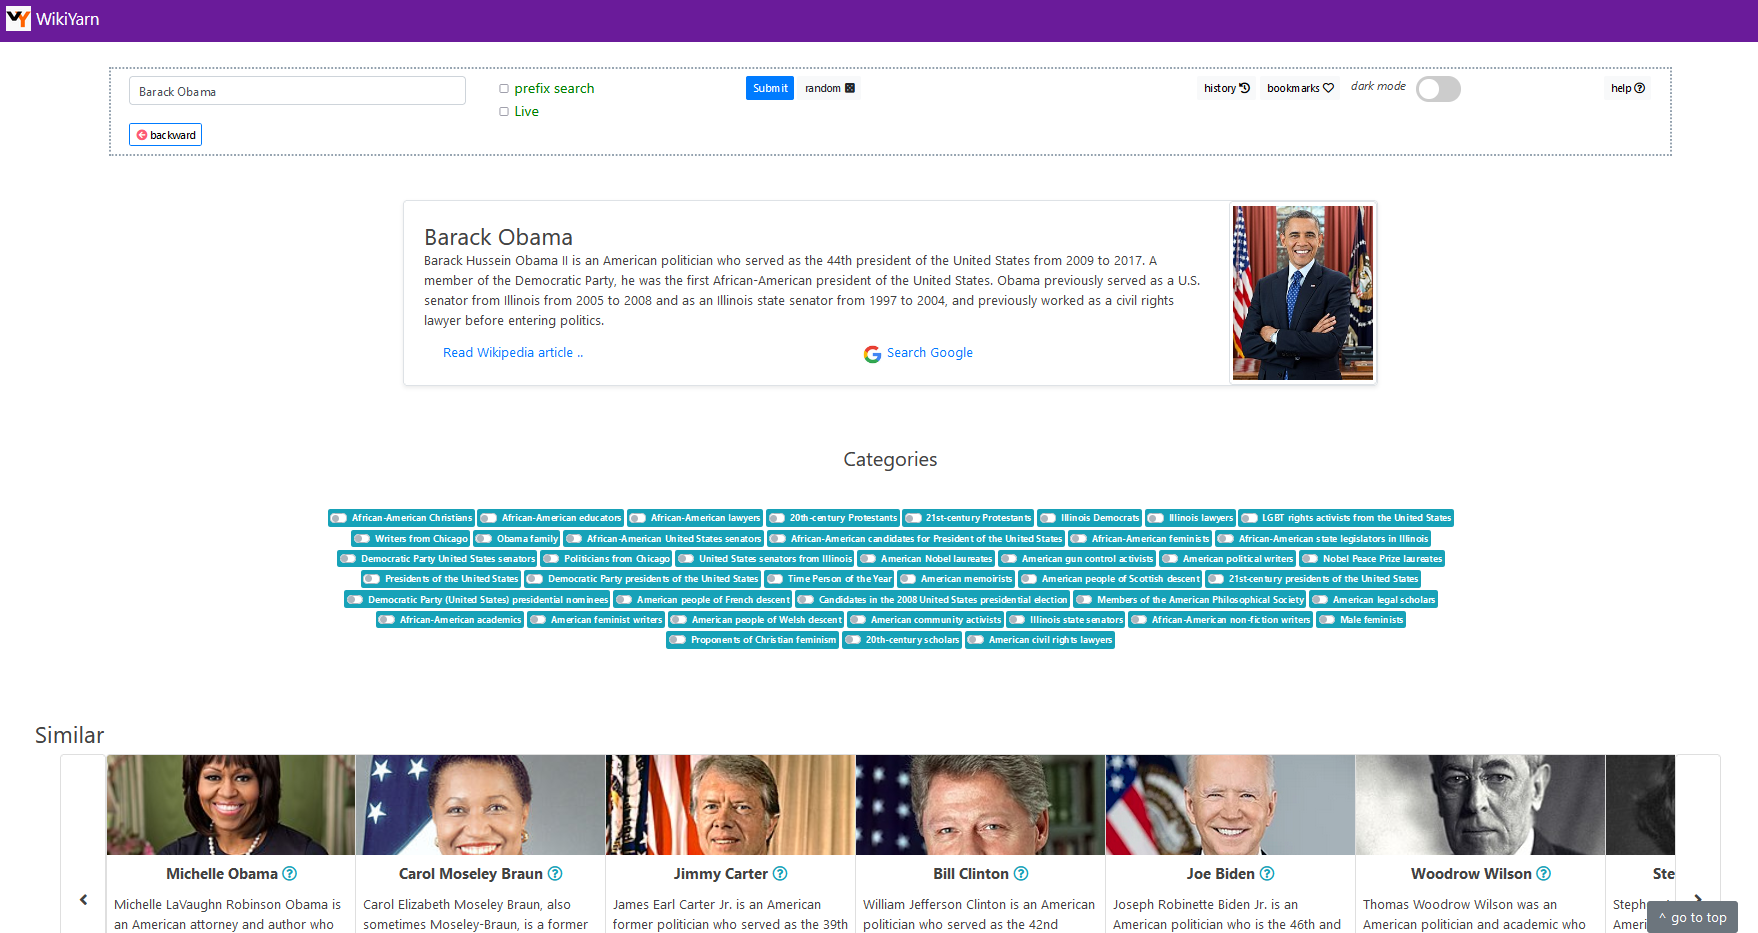 WikiYarn
Barack Obama
prefix search
Live
Submit
random
history
bookmarks
dark mode
help
backward
Barack Obama
Barack Hussein Obama II is an American politician who served as the 44th president of the United States from 2009 to 2017. A
member of the Democratic Party, he was the first African-American president of the United States. Obama previously served as a U.S.
senator from Illinois from 2005 to 2008 and as an Illinois state senator from 1997 to 2004, and previously worked as a civil rights
lawyer before entering politics.
Read Wikipedia article ..
Search Google
Categories
African-American Christians African-American educators African-American lawyers 20th-century Protestants 21st-century Protestants Illinois Democrats Illinois lawyers LGBT rights activists from the United States
Writers from Chicago Obama family African-American United States senators African-American candidates for President of the United States African-American feminists African-American state legislators in Illinois
Democratic Party United States senators Politicians from Chicago United States senators from Illinois American Nobel laureates American gun control activists American political writers Nobel Peace Prize laureates
Presidents of the United States Democratic Party presidents of the United States Time Person of the Year American memoirists American people of Scottish descent 21st-century presidents of the United States
Democratic Party (United States) presidential nominees American people of French descent Candidates in the 2008 United States presidential election Members of the American Philosophical Society American legal scholars
African-American academics American feminist writers American people of Welsh descent American community activists Illinois state senators African-American non-fiction writers Male feminists
Proponents of Christian feminism 20th-century scholars American civil rights lawyers
Similar
Michelle Obama
Michelle LaVaughn Robinson Obama is
an American attorney and author who
Carol Moseley Braun
Carol Elizabeth Moseley Braun, also
sometimes Moseley-Braun, is a former
Jimmy Carter
James Earl Carter Jr. is an American
former politician who served as the 39th
Bill Clinton
William Jefferson Clinton is an American
politician who served as the 42nd
Joe Biden
Joseph Robinette Biden Jr. is an
American politician who is the 46th and
Woodrow Wilson
Thomas Woodrow Wilson was an
American politician and academic who
Ste
Steph
Ameri
^ go to top